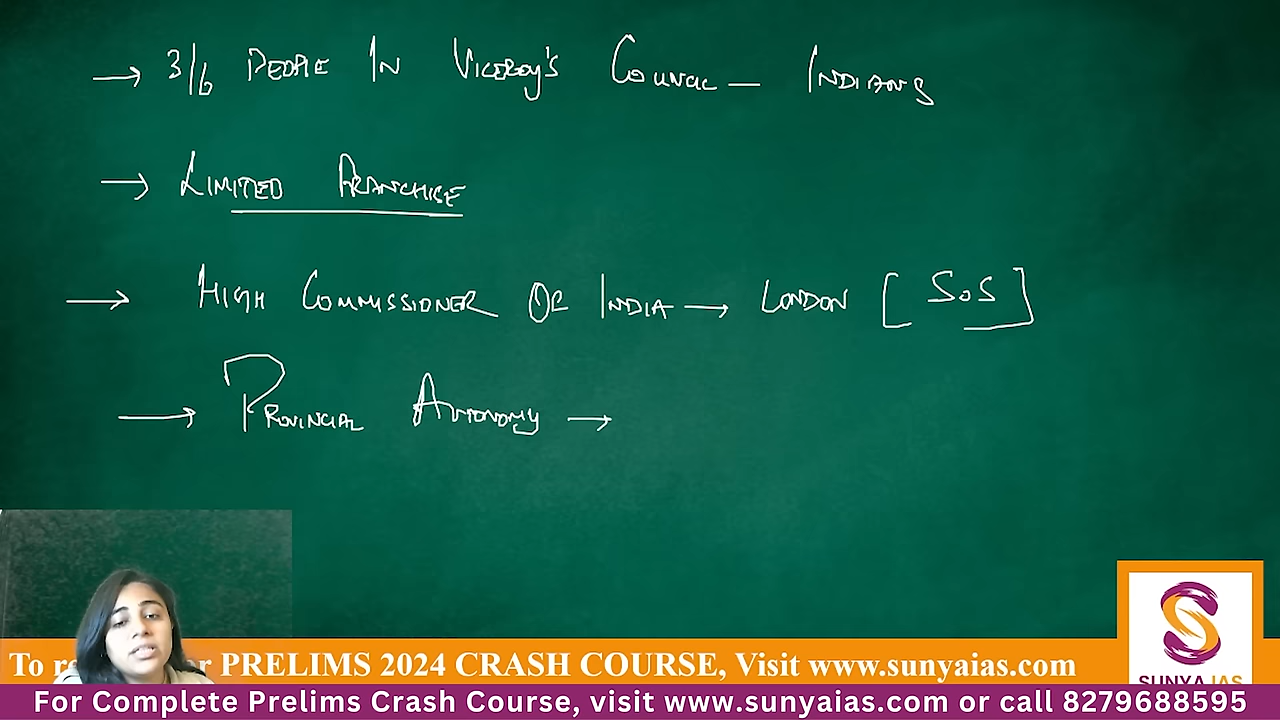 → 3/6 PEOPLE IN VICEROY'S COUNCIL — INDIANS
→ LIMITED FRANCHISE
→ HIGH COMMISSIONER OF INDIA → LONDON [SOS]
→ PROVINCIAL AUTONOMY →
To re r PRELIMS 2024 CRASH COURSE, Visit www.sunyaias.com
SUNYA IAS
For Complete Prelims Crash Course, visit www.sunyaias.com or call 8279688595